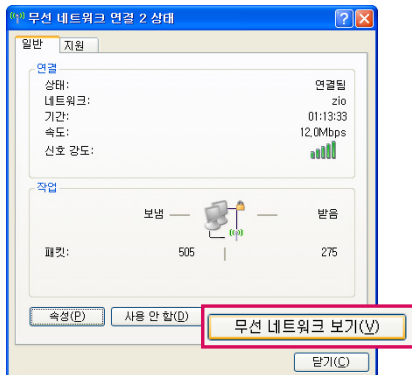 무선 네트워크 연결 2 상태
일반 지원
연결
상태: 연결됨
네트워크: zio
기간: 01:13:33
속도: 12,0Mbps
신호 강도:
작업
보냄 받음
패킷: 505 275
속성(P) 사용 안 함(D) 무선 네트워크 보기(V)
닫기(C)